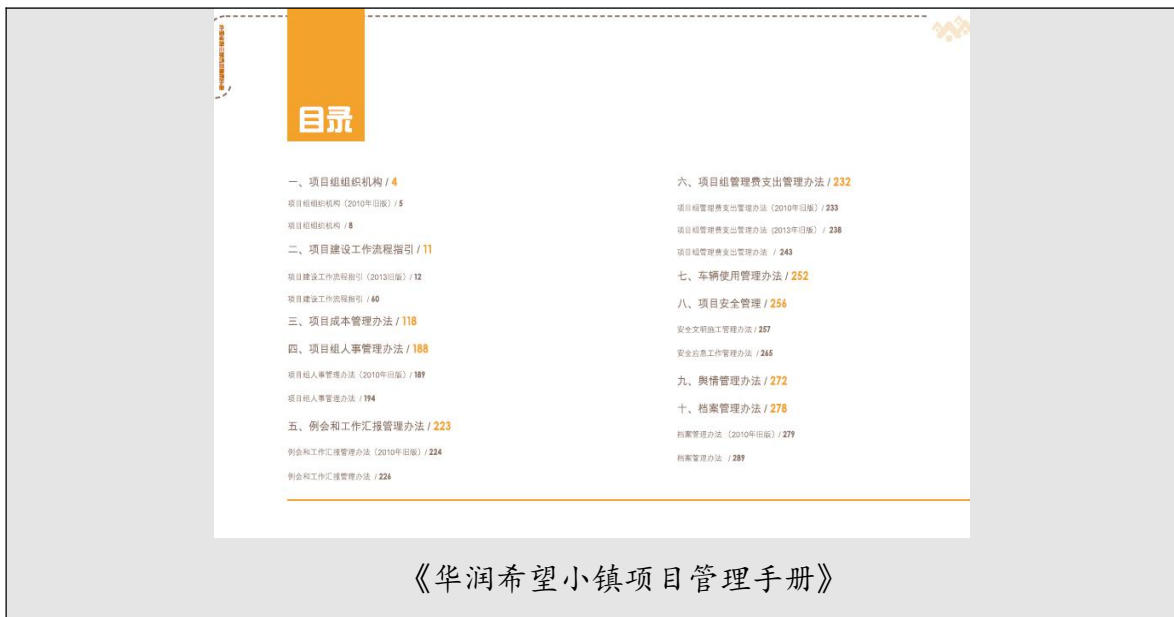 目录
一、项目组组织机构 / 4
项目组组织机构（2010年旧版）/ 5
项目组组织机构 / 8
二、项目建设工作流程指引 / 11
项目建设工作流程指引（2013旧版）/ 12
项目建设工作流程指引 / 60
三、项目成本管理办法 / 118
四、项目组人事管理办法 / 188
项目组人事管理办法（2010年旧版）/ 189
项目组人事管理办法 / 194
五、例会和工作汇报管理办法 / 223
例会和工作汇报管理办法（2010年旧版）/ 224
例会和工作汇报管理办法 / 226
六、项目组管理费支出管理办法 / 232
项目组管理费支出管理办法（2010年旧版）/ 233
项目组管理费支出管理办法（2013年旧版）/ 238
项目组管理费支出管理办法 / 243
七、车辆使用管理办法 / 252
八、项目安全管理 / 256
安全文明施工管理办法 / 257
安全应急工作管理办法 / 265
九、舆情管理办法 / 272
十、档案管理办法 / 278
档案管理办法（2010年旧版）/ 279
档案管理办法 / 289
《华润希望小镇项目管理手册》